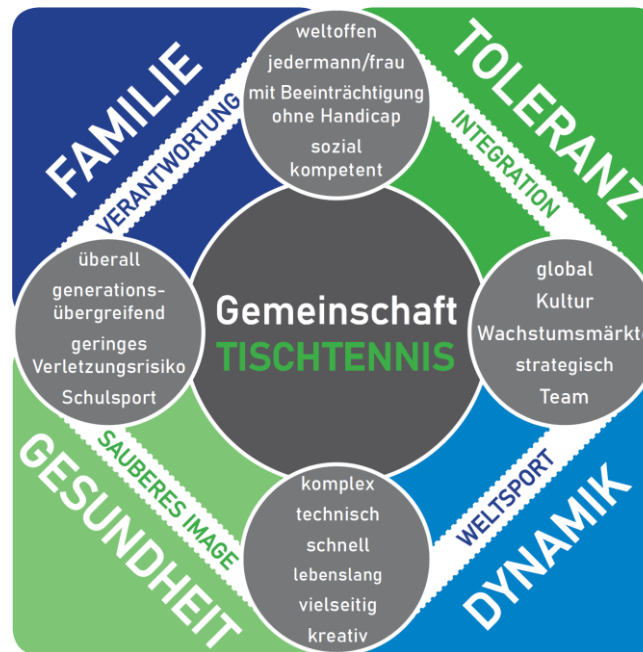 FAMILIE
TOLERANZ
VERANTWORTUNG
INTEGRATION
weltoffen
jedermann/frau
mit Beeinträchtigung
ohne Handicap
sozial
kompetent
überall
generations-
übergreifend
geringes
Verletzungsrisiko
Schulsport
Gemeinschaft
TISCHTENNIS
global
Kultur
Wachstumsmärkte
strategisch
Team
GESUNDHEIT
SAUBERES IMAGE
komplex
technisch
schnell
lebenslang
vielseitig
kreativ
WELTSPORT
DYNAMIK